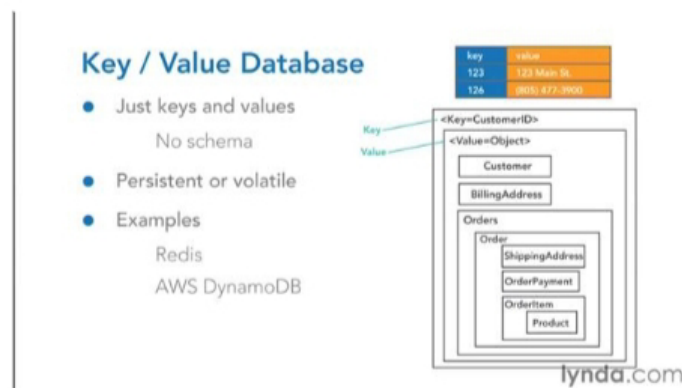 Key / Value Database
Just keys and values
No schema
Persistent or volatile
Examples
Redis
AWS DynamoDB
key value
123 123 Main St.
126 (805) 477-3900
Key
<Key=CustomerID>
Value
<Value=Object>
Customer
BillingAddress
Orders
Order
ShippingAddress
OrderPayment
OrderItem
Product
lynda.com